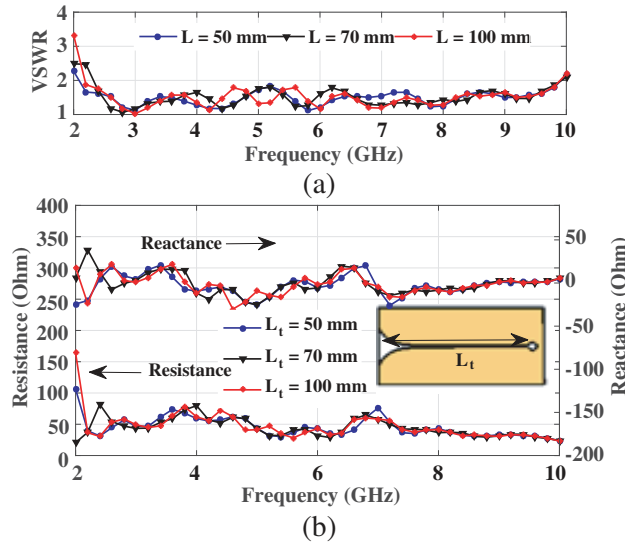 VSWR
4
3
2
1
L = 50 mm L = 70 mm L = 100 mm
2 3 4 5 6 7 8 9 10
Frequency (GHz)
(a)
Resistance (Ohm)
400
350
300
250
200
150
100
50
0
Reactance
50
0
-50
-100
-150
-200
Reactance (Ohm)
Lt = 50 mm
Lt = 70 mm
Lt = 100 mm
Resistance
Lt
2 4 6 8 10
Frequency (GHz)
(b)